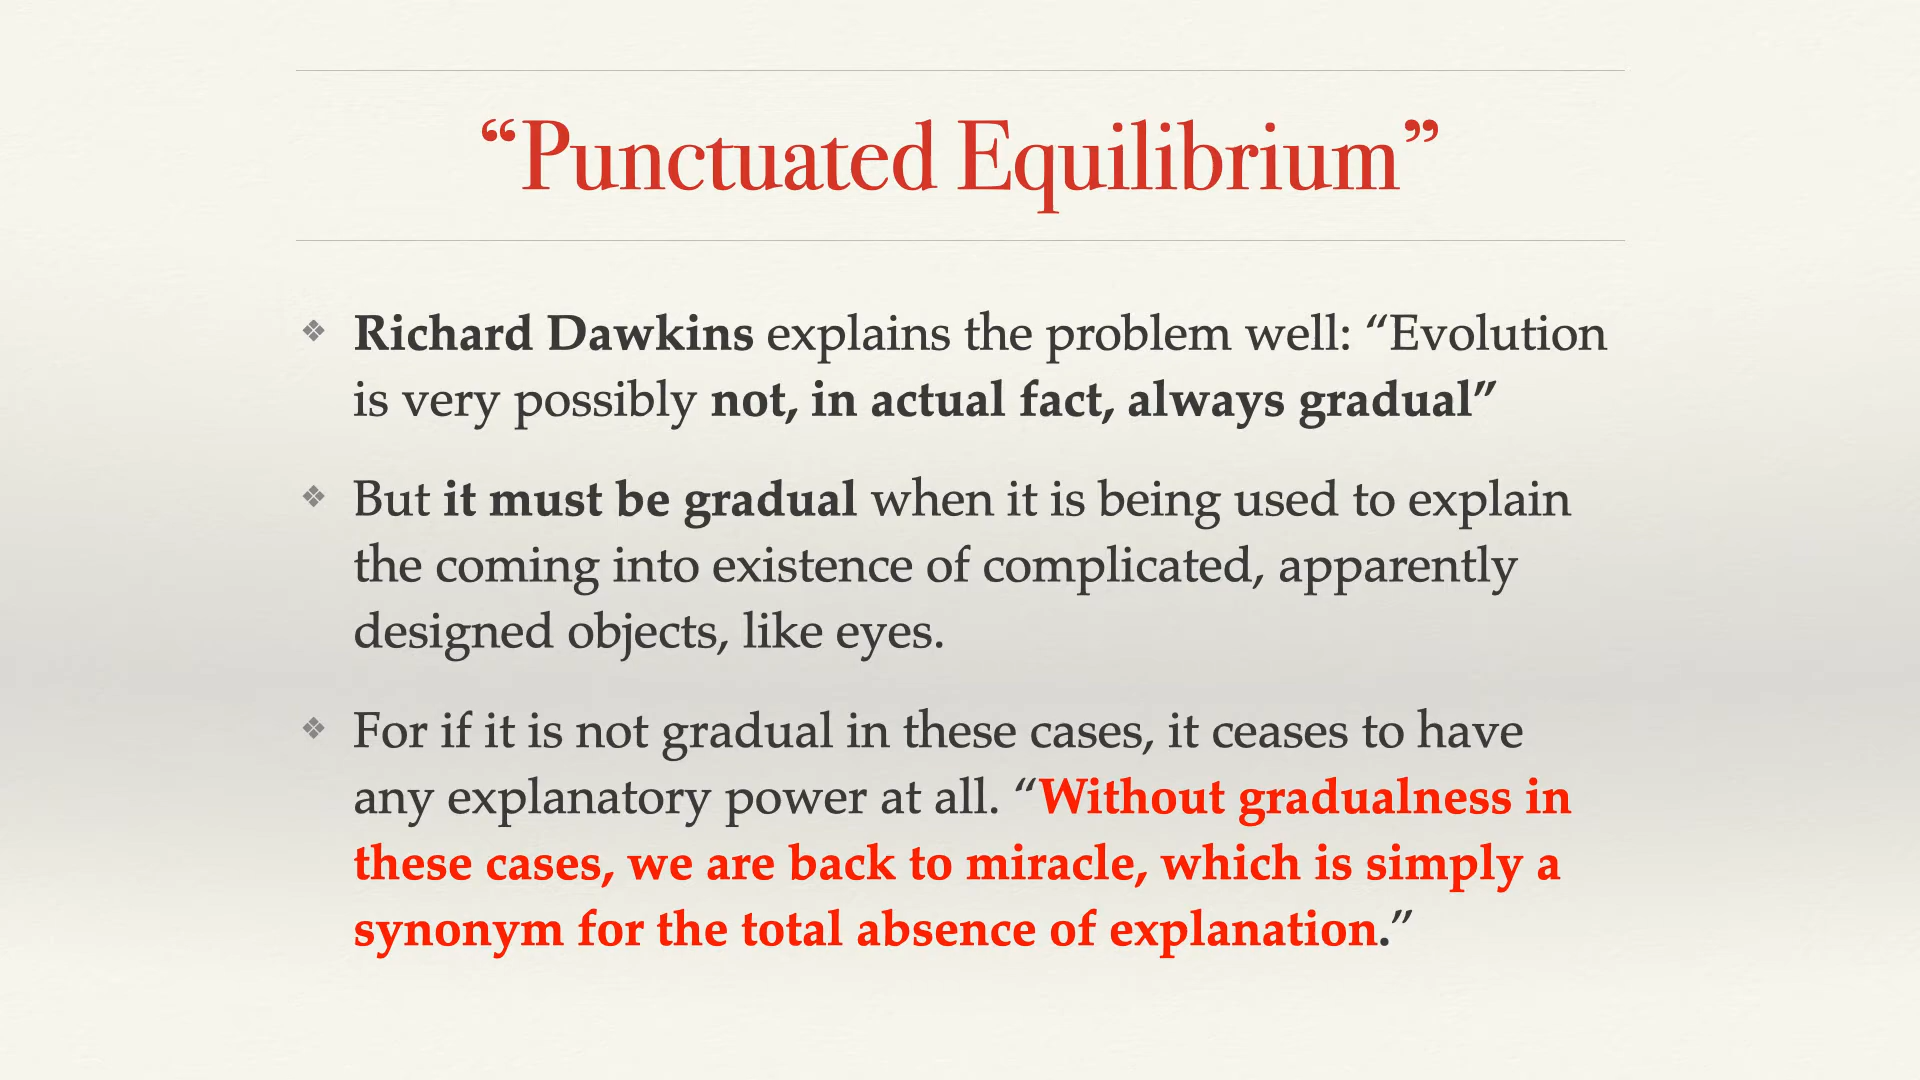 “Punctuated Equilibrium”
❖ Richard Dawkins explains the problem well: “Evolution
is very possibly not, in actual fact, always gradual”
❖ But it must be gradual when it is being used to explain
the coming into existence of complicated, apparently
designed objects, like eyes.
❖ For if it is not gradual in these cases, it ceases to have
any explanatory power at all. “Without gradualness in
these cases, we are back to miracle, which is simply a
synonym for the total absence of explanation.”